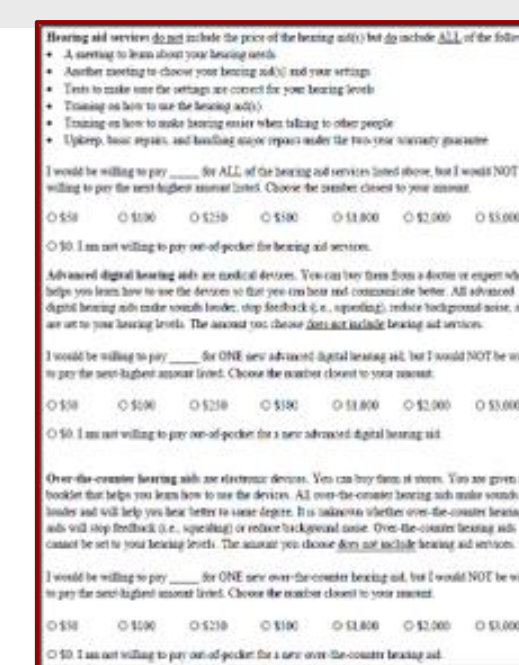 Hearing aid services do not include the price of the hearing aid(s) but do include ALL of the follow
• A meeting to learn about your hearing needs
• Another meeting to choose your hearing aid(s) and your settings
• Tests to make sure the settings are correct for your hearing levels
• Training on how to use the hearing aid(s)
• Training on how to make hearing easier when talking to other people
• Upkeep, basic repairs, and handling major repairs under the two-year warranty guarantee
I would be willing to pay _____ for ALL of the hearing aid services listed above, but I would NOT
willing to pay the next-highest amount listed. Choose the number closest to your amount.
O $50 O $100 O $250 O $500 O $1,000 O $2,000 O $3,000
O $0. I am not willing to pay out-of-pocket for hearing aid services.
Advanced digital hearing aids are medical devices. You can buy them from a doctor or expert wh
helps you learn how to use the devices so that you can hear and communicate better. All advanced
digital hearing aids make sounds louder, stop feedback (i.e., squealing), reduce background noise, a
are set to your hearing levels. The amount you choose does not include hearing aid services.
I would be willing to pay _____ for ONE new advanced digital hearing aid, but I would NOT be wi
to pay the next-highest amount listed. Choose the number closest to your amount.
O $50 O $100 O $250 O $500 O $1,000 O $2,000 O $3,000
O $0. I am not willing to pay out-of-pocket for a new advanced digital hearing aid.
Over-the-counter hearing aids are electronic devices. You can buy them at stores. You are given
booklet that helps you learn how to use the devices. All over-the-counter hearing aids make sounds
louder and will help you hear better to some degree. It is unknown whether over-the-counter hearin
aids will stop feedback (i.e., squealing) or reduce background noise. Over-the-counter hearing aids
cannot be set to your hearing levels. The amount you choose does not include hearing aid services.
I would be willing to pay _____ for ONE new over-the-counter hearing aid, but I would NOT be wi
to pay the next-highest amount listed. Choose the number closest to your amount.
O $50 O $100 O $250 O $500 O $1,000 O $2,000 O $3,000
O $0. I am not willing to pay out-of-pocket for a new over-the-counter hearing aid.